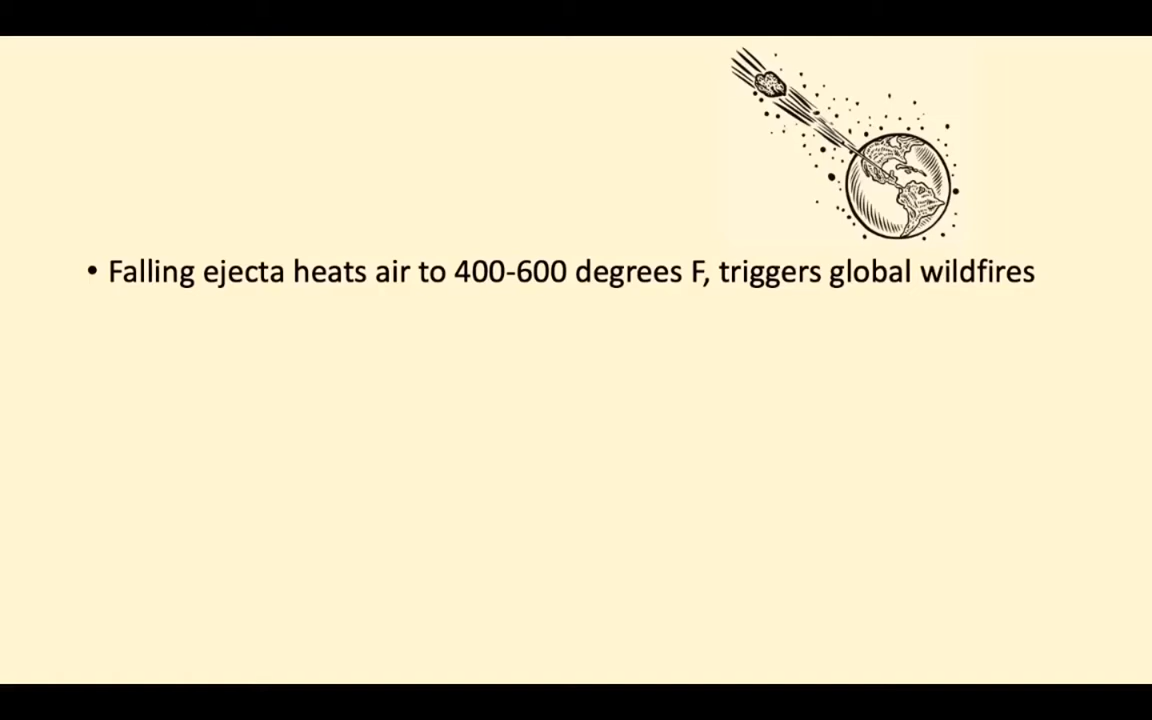 • Falling ejecta heats air to 400-600 degrees F, triggers global wildfires